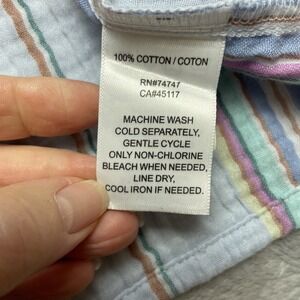 100% COTTON / COTON
RN#74747
CA#45117
MACHINE WASH
COLD SEPARATELY,
GENTLE CYCLE
ONLY NON-CHLORINE
BLEACH WHEN NEEDED,
LINE DRY,
COOL IRON IF NEEDED.